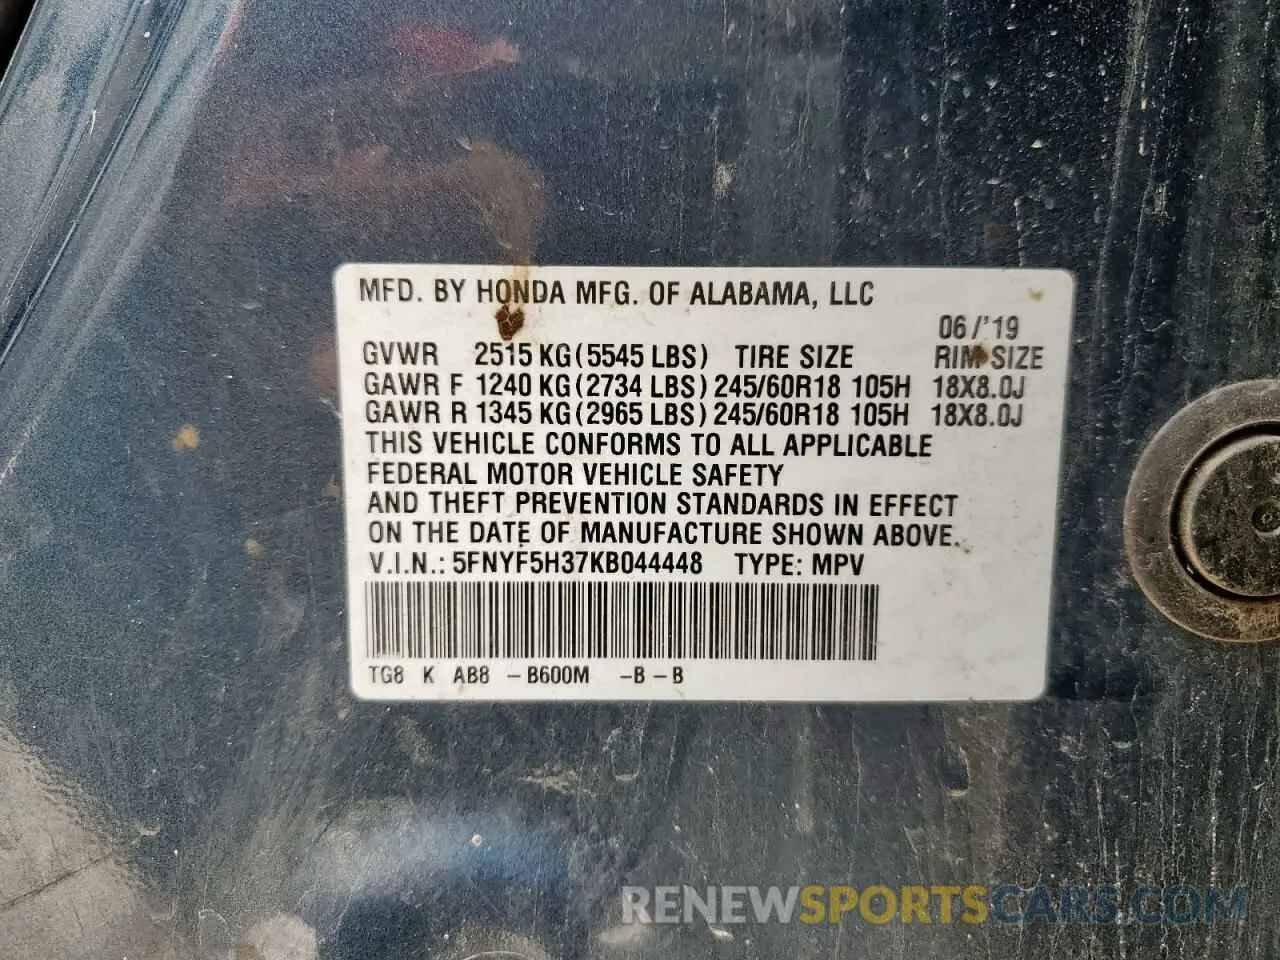 MFD. BY HONDA MFG. OF ALABAMA, LLC
06/'19
GVWR 2515 KG (5545 LBS) TIRE SIZE RIM SIZE
GAWR F 1240 KG (2734 LBS) 245/60R18 105H 18X8.0J
GAWR R 1345 KG (2965 LBS) 245/60R18 105H 18X8.0J
THIS VEHICLE CONFORMS TO ALL APPLICABLE
FEDERAL MOTOR VEHICLE SAFETY
AND THEFT PREVENTION STANDARDS IN EFFECT
ON THE DATE OF MANUFACTURE SHOWN ABOVE.
V.I.N.: 5FNYF5H37KB044448 TYPE: MPV
TG8 K AB8 – B600M –B – B
RENEWSPORTSCARS.COM